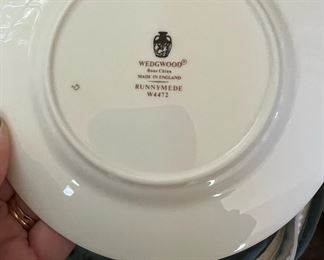 WEDGWOOD®
Bone China
MADE IN ENGLAND
RUNNYMEDE
W4472